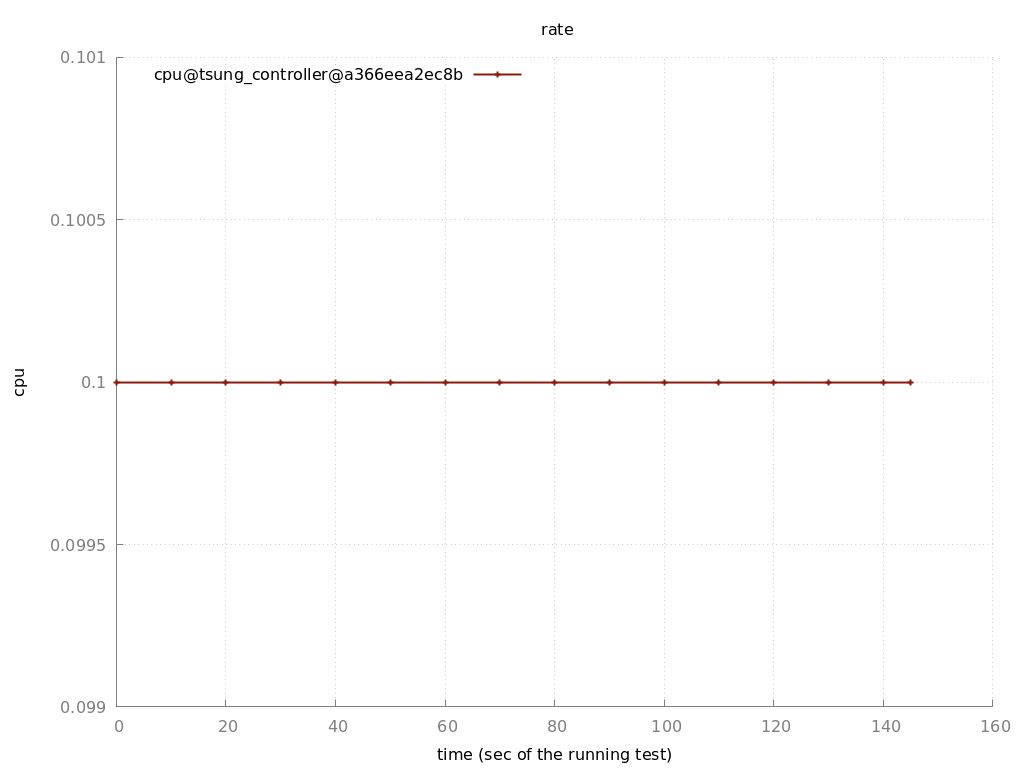 rate
cpu@tsung_controller@a366eea2ec8b
0.101
0.1005
0.1
0.0995
0.099
cpu
0 20 40 60 80 100 120 140 160
time (sec of the running test)